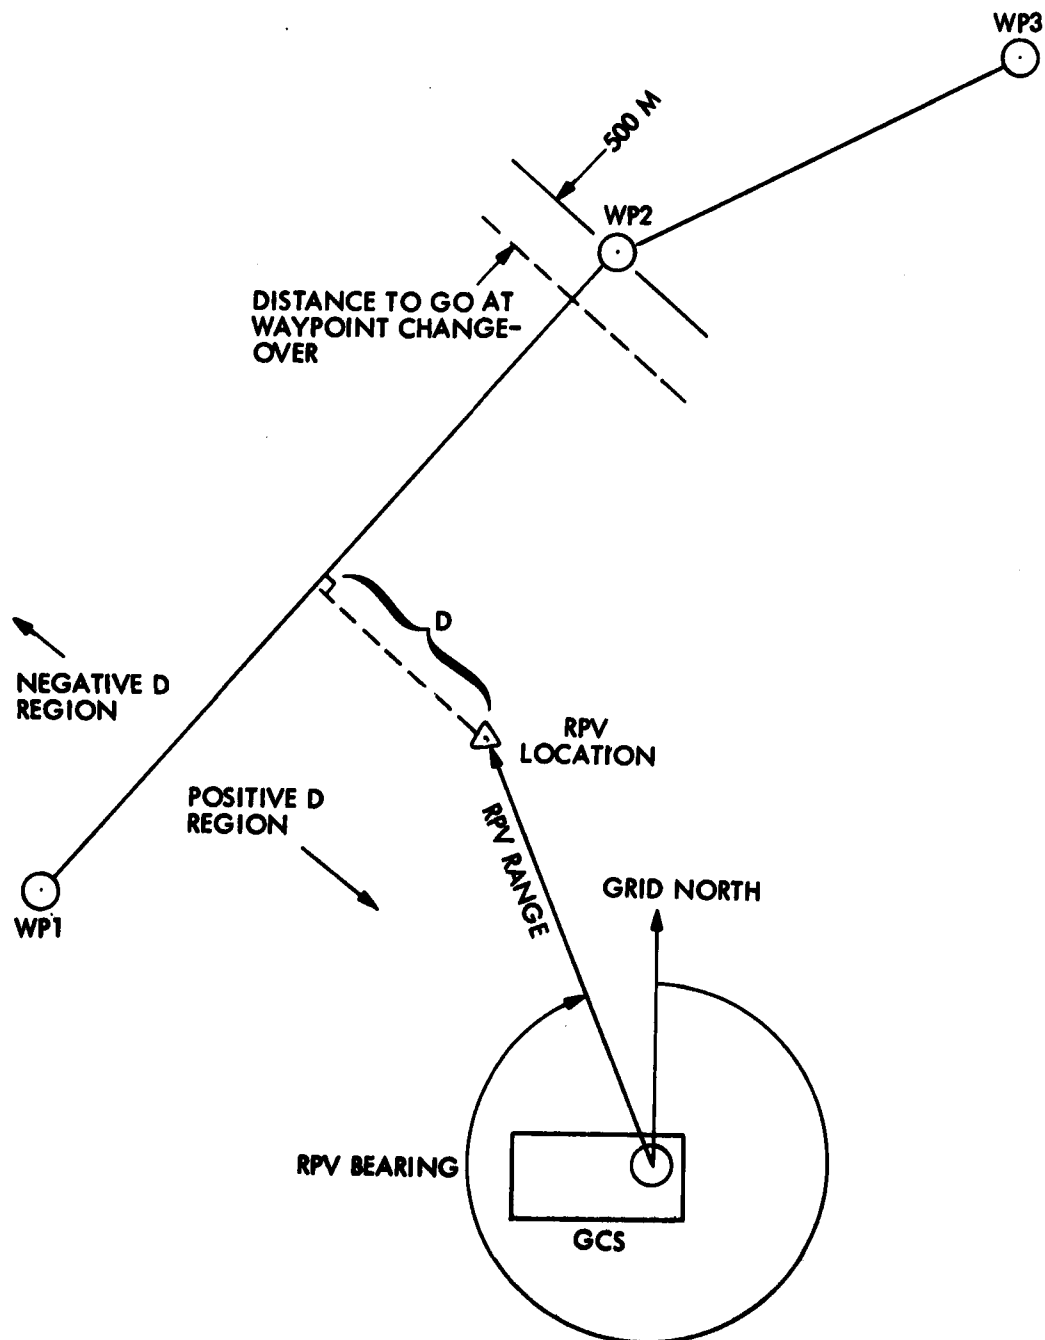 WP3
500 M
WP2
DISTANCE TO GO AT
WAYPOINT CHANGE-
OVER
D
NEGATIVE D
REGION
RPV
LOCATION
POSITIVE D
REGION
RPV RANGE
GRID NORTH
WP1
RPV BEARING
GCS